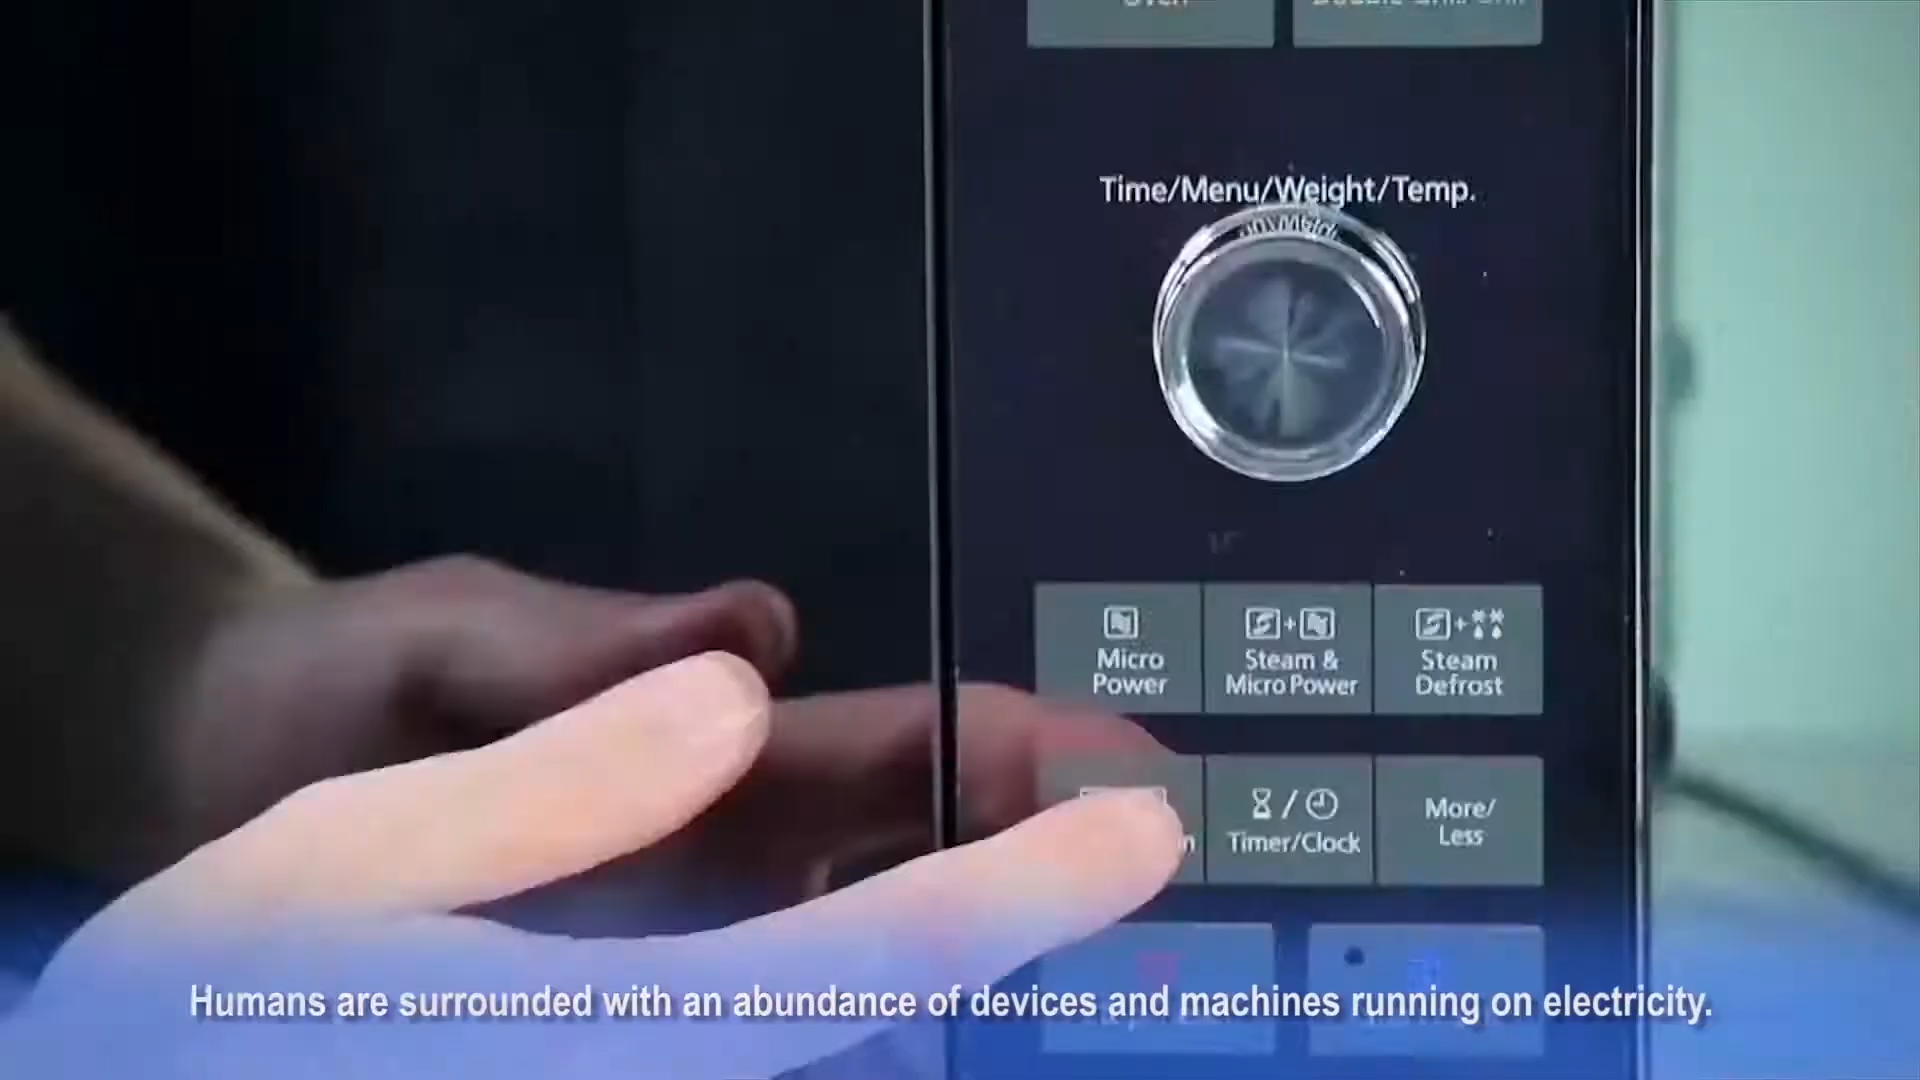 Oven
Time/Menu/Weight/Temp.
Micro
Power
Steam &
Micro Power
Steam
Defrost
Timer/Clock
More/
Less
Humans are surrounded with an abundance of devices and machines running on electricity.